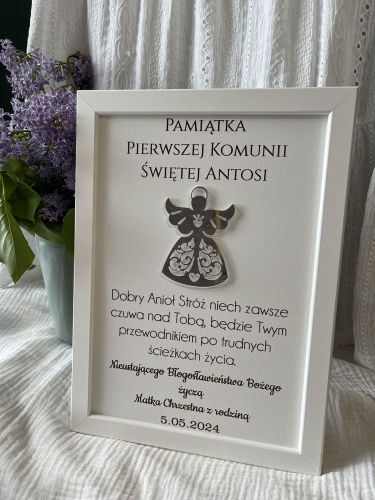 PAMIĄTKA
PIERWSZEJ KOMUNII
ŚWIĘTEJ ANTOSI
Dobry Anioł Stróż niech zawsze
czuwa nad Tobą, bedzie Twym
przewodnikiem po trudnych
ścieżkach życia.
Nieustającego Błogosławieństwa Bożego
życzą
Matka Chrzestna z rodziną
5.05.2024